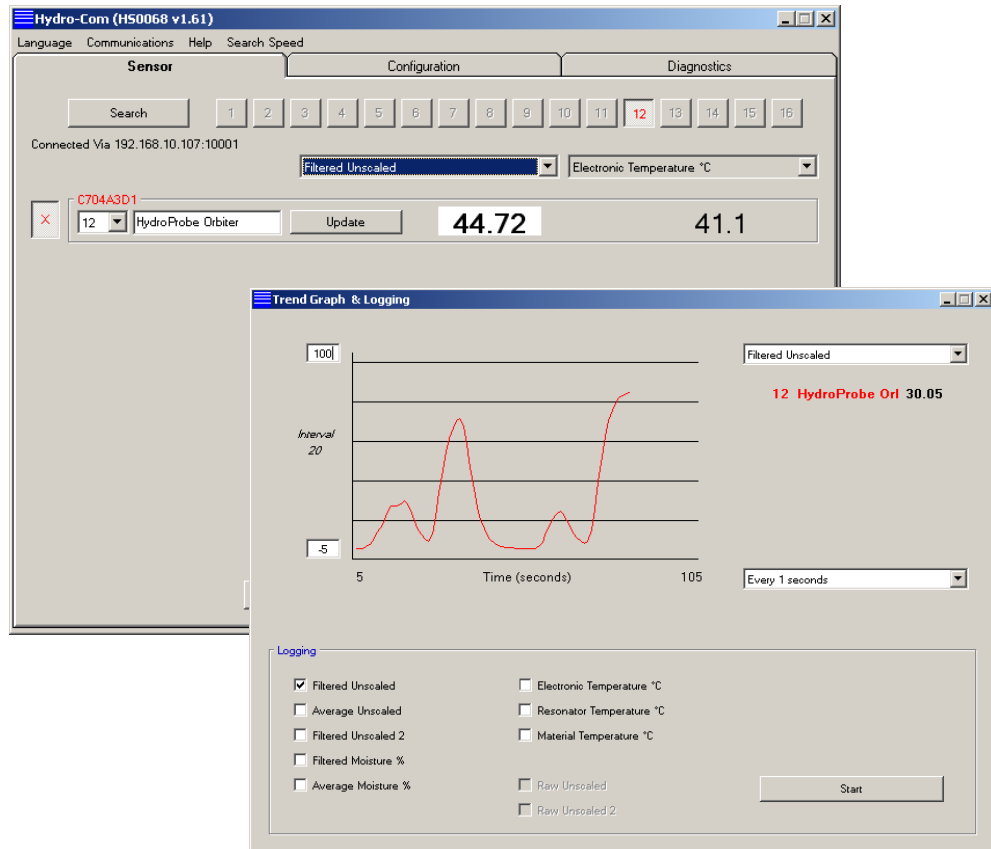 Hydro-Com (HS0068 v1.61)
Language Communications Help Search Speed
Sensor Configuration Diagnostics
Search 1 2 3 4 5 6 7 8 9 10 11 12 13 14 15 16
Connected Via 192.168.10.107:10001
Filtered Unscaled Electronic Temperature °C
C704A3D1
X 12 HydroProbe Orbiter Update 44.72 41.1
Trend Graph & Logging
100 Filtered Unscaled
12 HydroProbe Orl 30.05
Interval
20
-5
5 Time (seconds) 105 Every 1 seconds
Logging
Filtered Unscaled Electronic Temperature °C
Average Unscaled Resonator Temperature °C
Filtered Unscaled 2 Material Temperature °C
Filtered Moisture %
Average Moisture % Raw Unscaled Start
Raw Unscaled 2